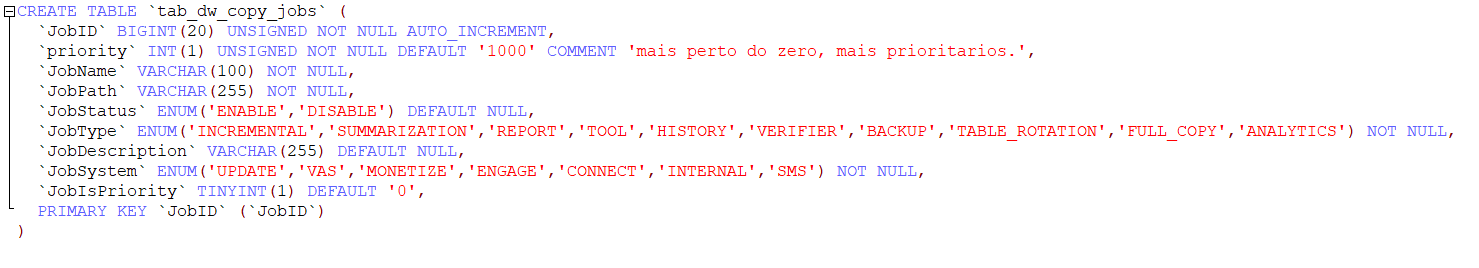 CREATE TABLE `tab_dw_copy_jobs` (
`JobID` BIGINT(20) UNSIGNED NOT NULL AUTO_INCREMENT,
`priority` INT(1) UNSIGNED NOT NULL DEFAULT '1000' COMMENT 'mais perto do zero, mais prioritarios.',
`JobName` VARCHAR(100) NOT NULL,
`JobPath` VARCHAR(255) NOT NULL,
`JobStatus` ENUM('ENABLE','DISABLE') DEFAULT NULL,
`JobType` ENUM('INCREMENTAL','SUMMARIZATION','REPORT','TOOL','HISTORY','VERIFIER','BACKUP','TABLE_ROTATION','FULL_COPY','ANALYTICS') NOT NULL,
`JobDescription` VARCHAR(255) DEFAULT NULL,
`JobSystem` ENUM('UPDATE','VAS','MONETIZE','ENGAGE','CONNECT','INTERNAL','SMS') NOT NULL,
`JobIsPriority` TINYINT(1) DEFAULT '0',
PRIMARY KEY `JobID` (`JobID`)
)